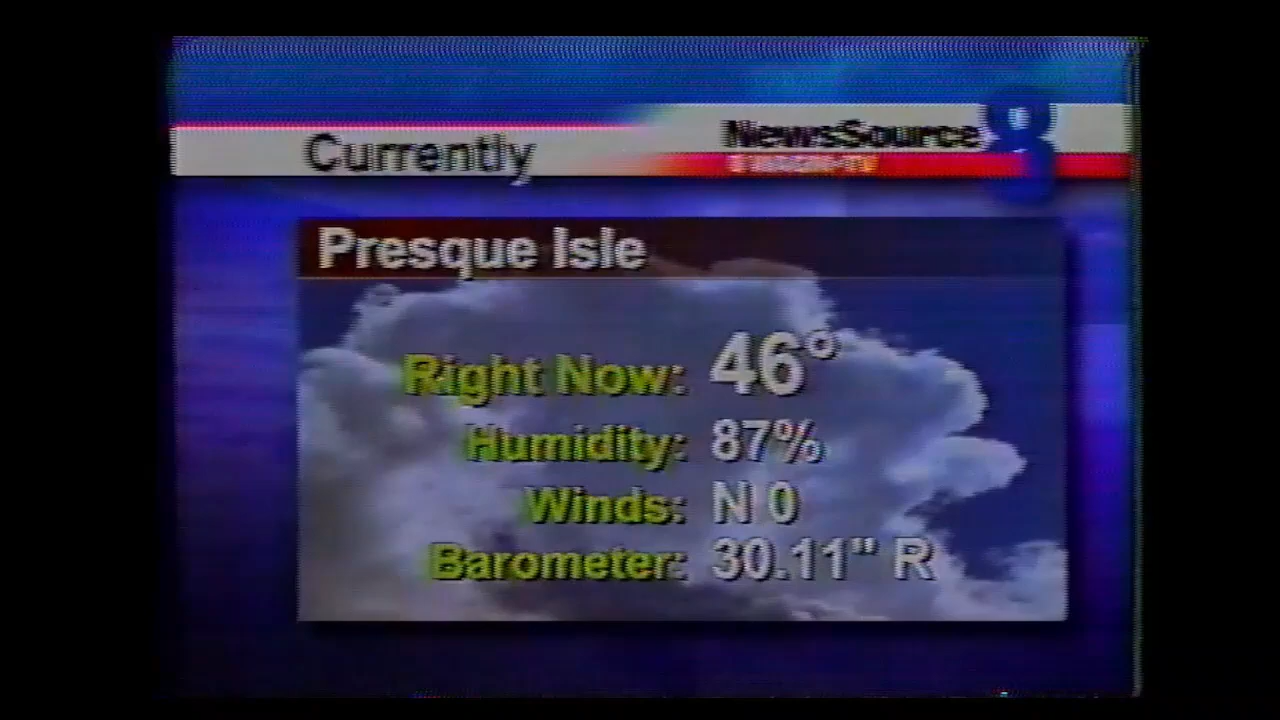 Currently
NewsSource 8
Presque Isle
Right Now: 46°
Humidity: 87%
Winds: N 0
Barometer: 30.11" R